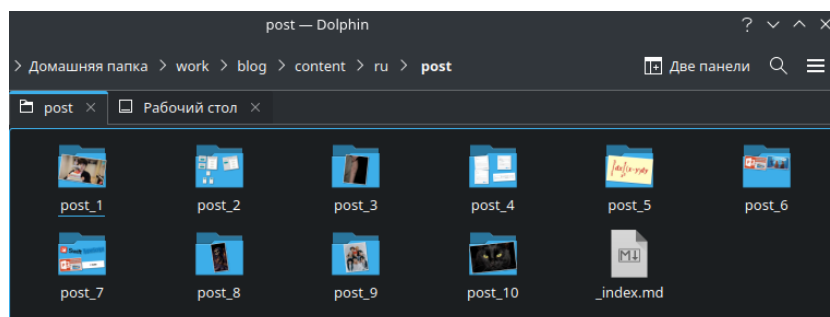 post — Dolphin
> Домашняя папка > work > blog > content > ru > post
Две панели
post
Рабочий стол
post_1 post_2 post_3 post_4 post_5 post_6
post_7 post_8 post_9 post_10 _index.md